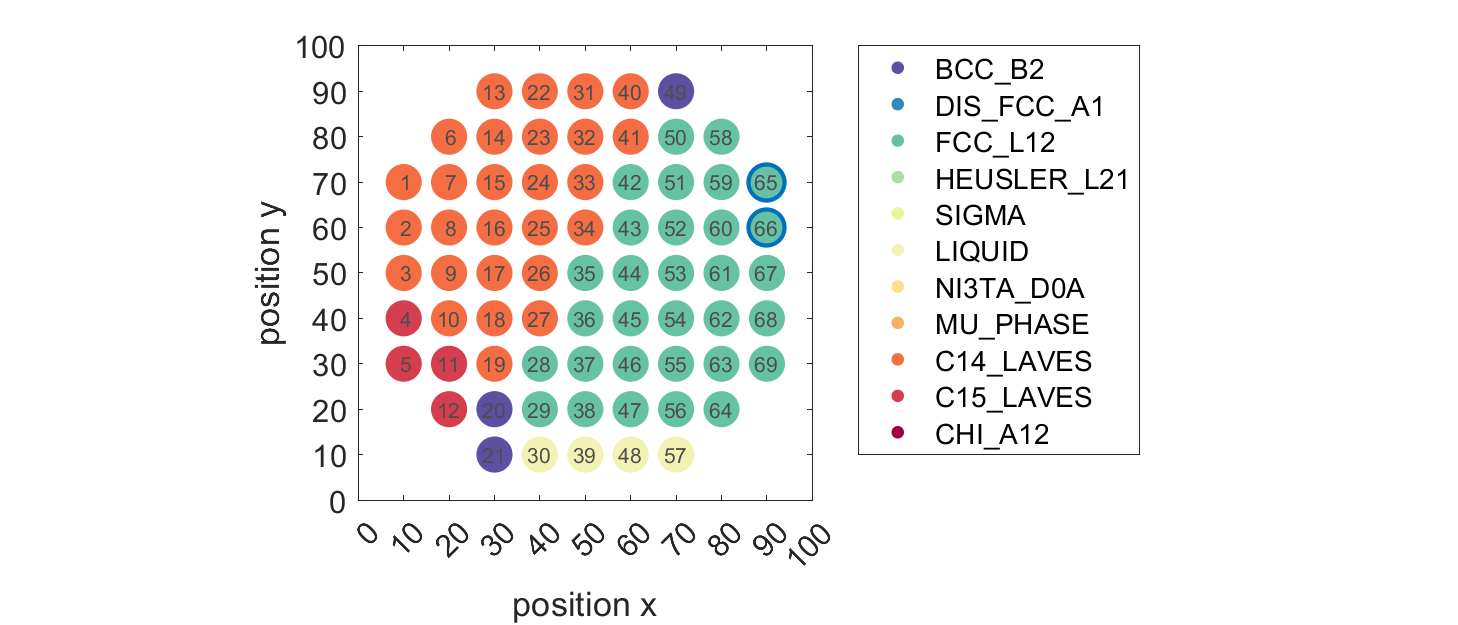 100
90
80
70
60
50
40
30
20
10
0
position y
13 22 31 40 49
6 14 23 32 41 50 58
1 7 15 24 33 42 51 59 65
2 8 16 25 34 43 52 60 66
3 9 17 26 35 44 53 61 67
4 10 18 27 36 45 54 62 68
5 11 19 28 37 46 55 63 69
12 20 29 38 47 56 64
21 30 39 48 57
0 10 20 30 40 50 60 70 80 90 100
position x
BCC_B2
DIS_FCC_A1
FCC_L12
HEUSLER_L21
SIGMA
LIQUID
NI3TA_D0A
MU_PHASE
C14_LAVES
C15_LAVES
CHI_A12